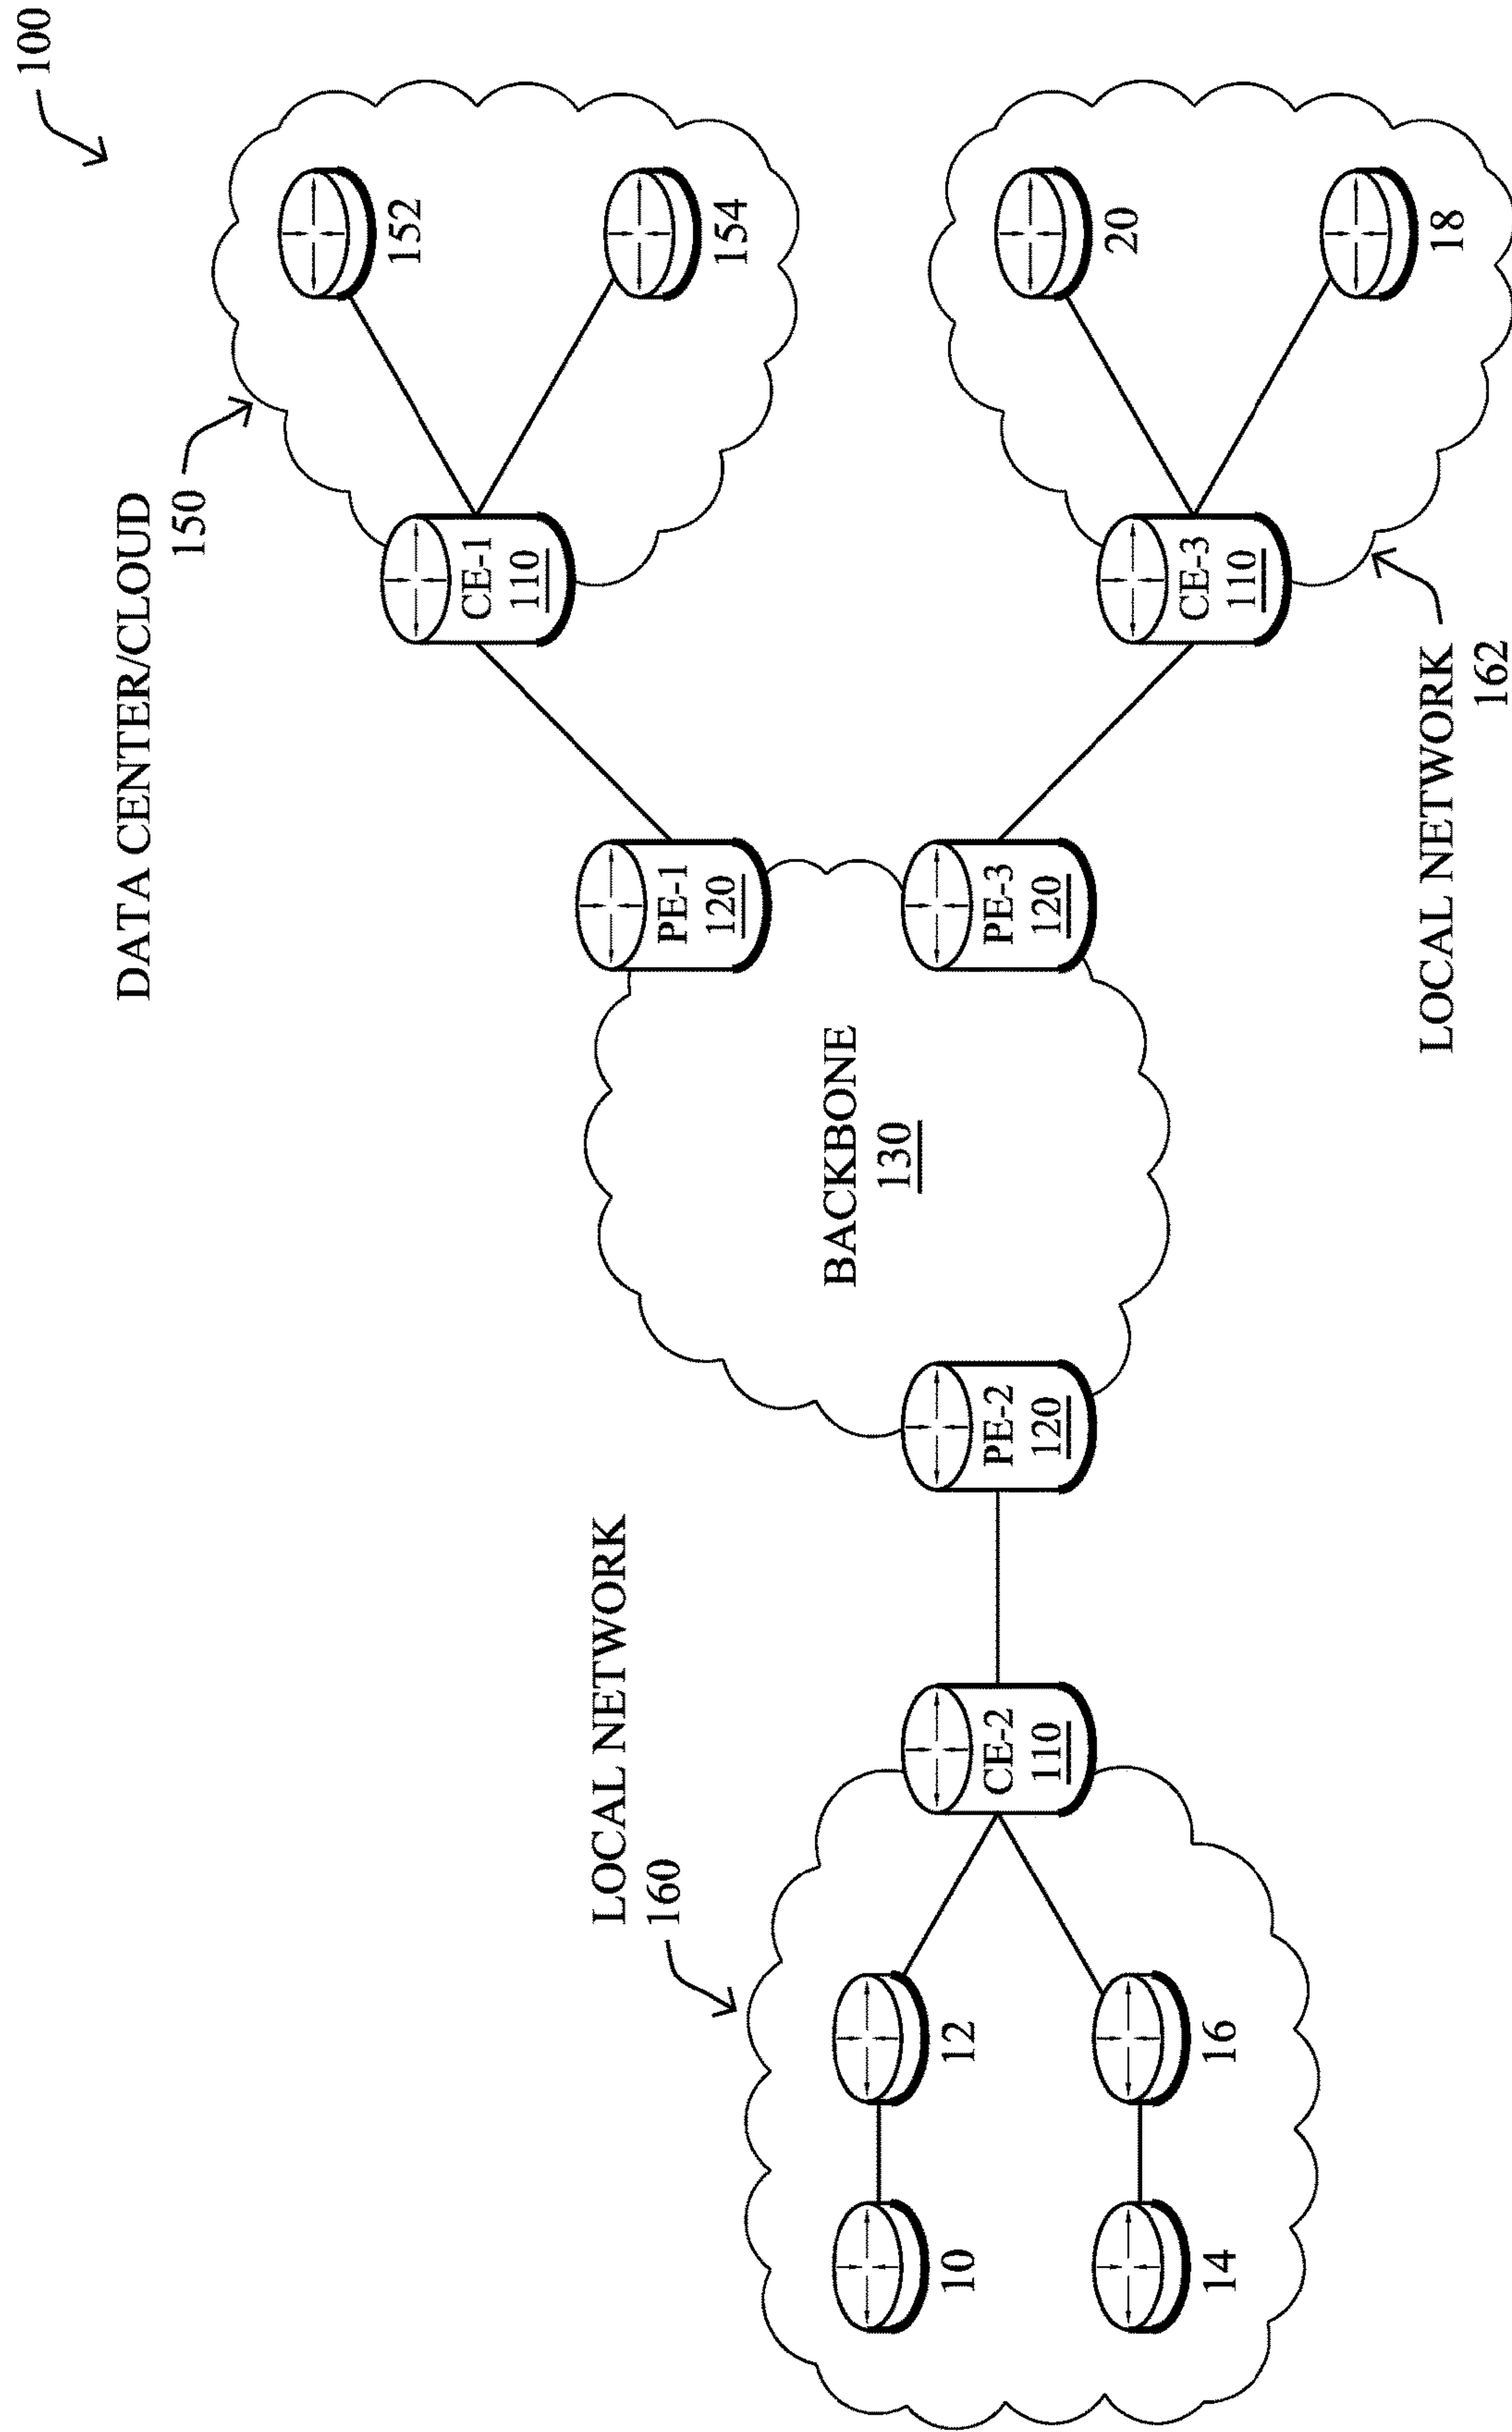 100
DATA CENTER/CLOUD
150
152
154
CE-1
110
PE-1
120
LOCAL NETWORK
160
BACKBONE
130
10
12
CE-2
110
PE-2
120
PE-3
120
CE-3
110
20
14
16
LOCAL NETWORK
162
18